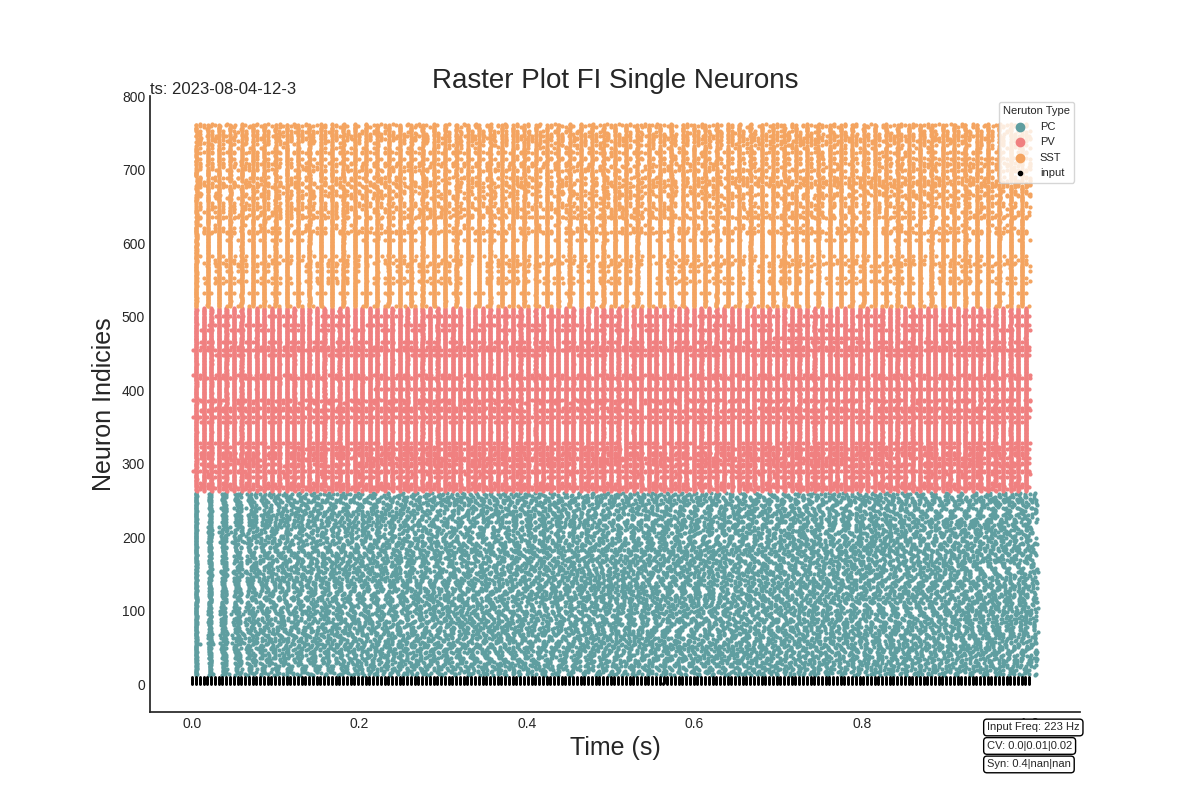 Raster Plot FI Single Neurons
ts: 2023-08-04-12-3
Neruton Type
PC
PV
SST
input
Neuron Indicies
800
700
600
500
400
300
200
100
0
0.0 0.2 0.4 0.6 0.8
Time (s)
Input Freq: 223 Hz
CV: 0.0|0.01|0.02
Syn: 0.4|nan|nan